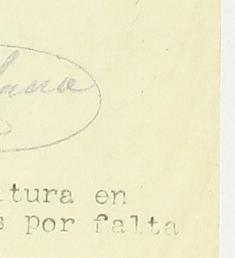 tura en
s por falta